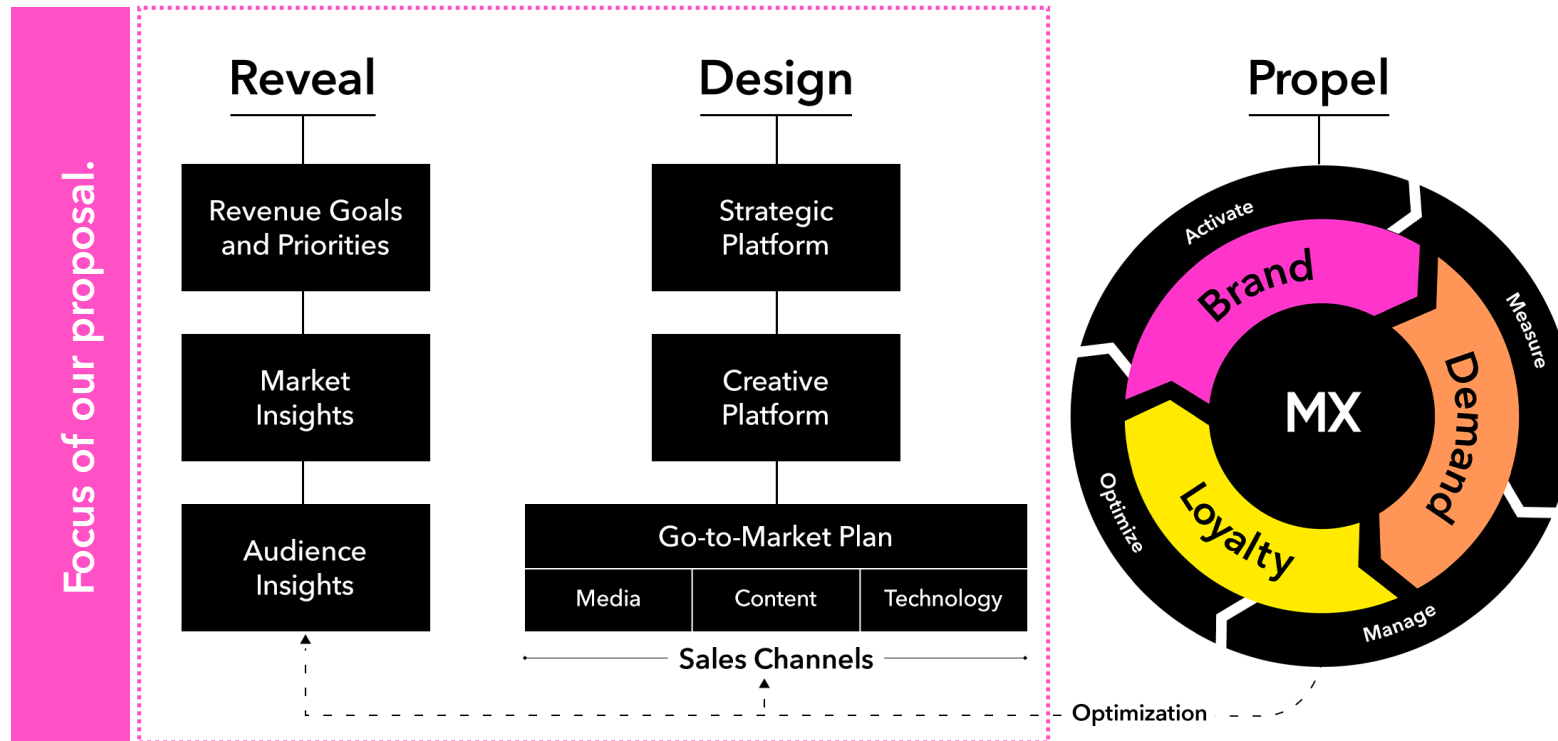 Focus of our proposal.
Reveal
Revenue Goals
and Priorities
Market
Insights
Audience
Insights
Design
Strategic
Platform
Creative
Platform
Go-to-Market Plan
Media
Content
Technology
Sales Channels
Propel
Activate
Measure
Manage
Optimize
Brand
Demand
Loyalty
MX
Optimization